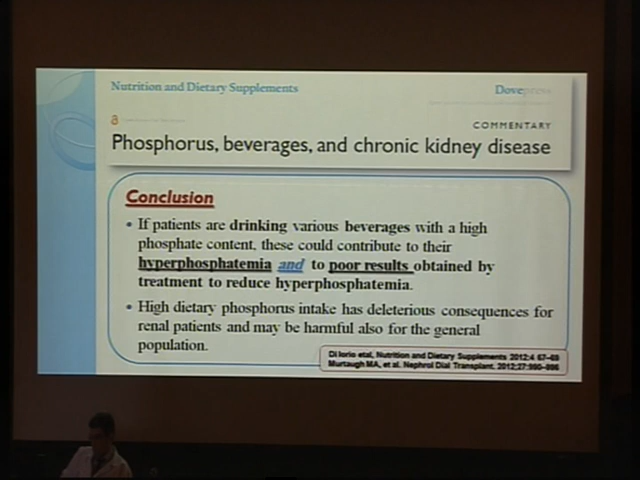 Nutrition and Dietary Supplements
Dovepress
COMMENTARY
Phosphorus, beverages, and chronic kidney disease
Conclusion
• If patients are drinking various beverages with a high
phosphate content, these could contribute to their
hyperphosphatemia and to poor results obtained by
treatment to reduce hyperphosphatemia.
• High dietary phosphorus intake has deleterious consequences for
renal patients and may be harmful also for the general
population.
Di Iorio etal, Nutrition and Dietary Supplements 2012:4 67–69
Murtaugh MA, et al. Nephrol Dial Transplant. 2012;27:990–996